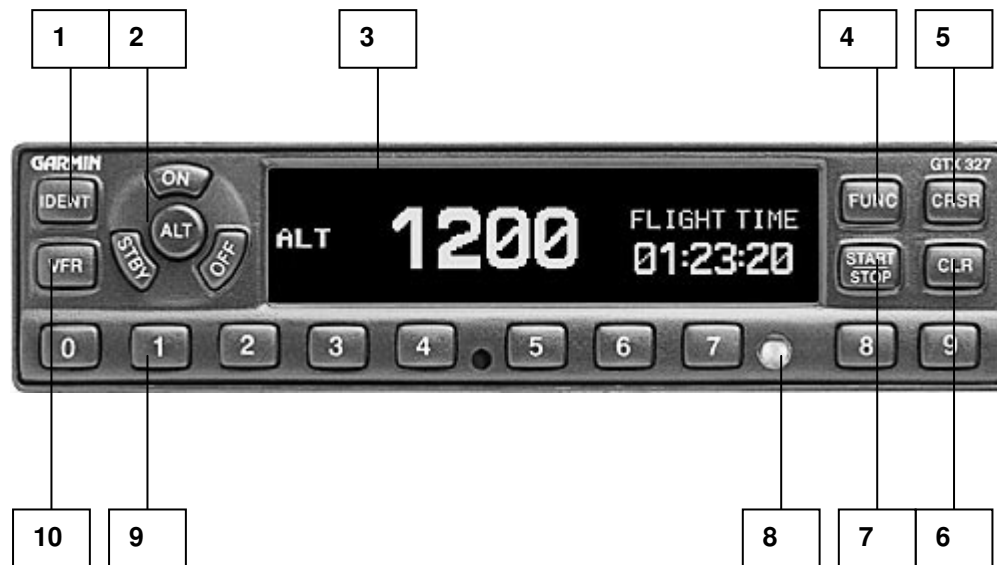 1 2 3 4 5
GARMIN GTX 327
IDENT ON FUNC CRSR
ALT ALT 1200 FLIGHT TIME
VFR STBY OFF 01:23:20 START STOP CLR
0 1 2 3 4 5 6 7 8 9
10 9 8 7 6